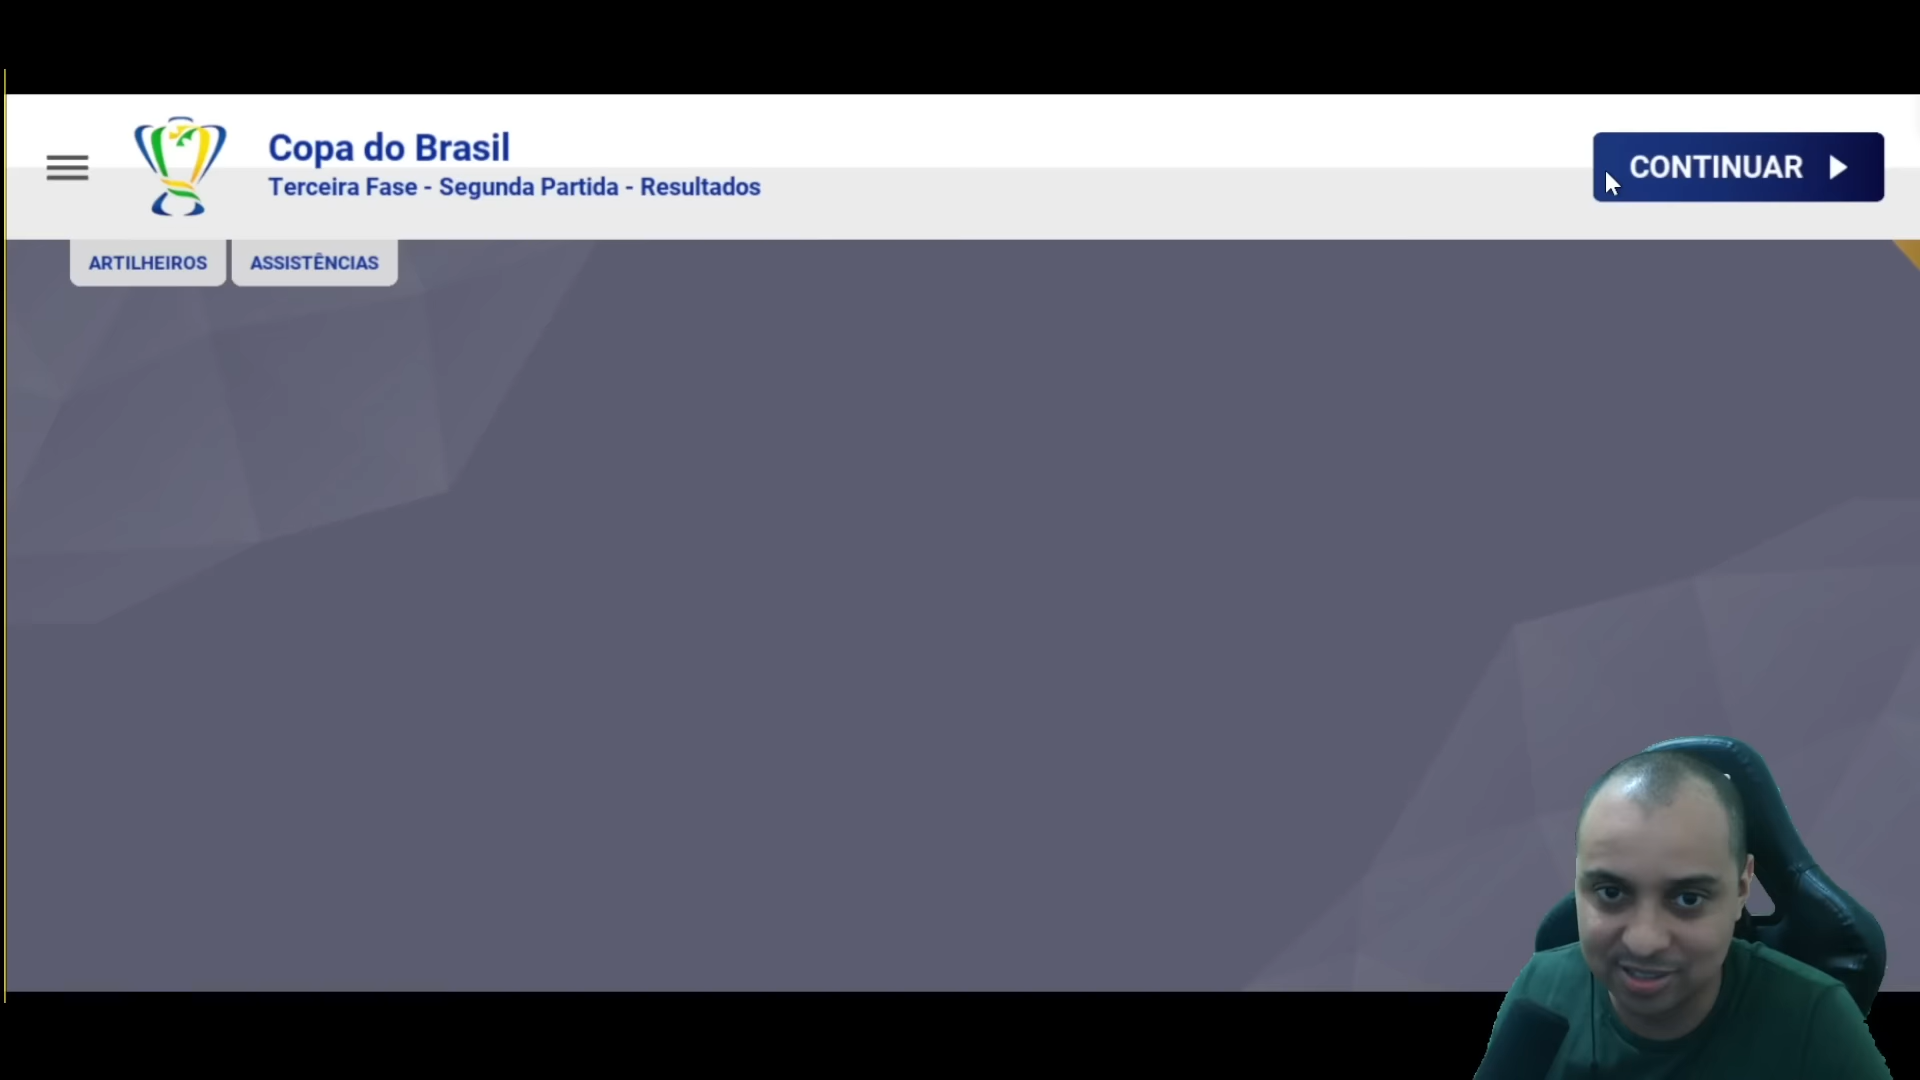 Copa do Brasil
Terceira Fase - Segunda Partida - Resultados
CONTINUAR
ARTILHEIROS
ASSISTÊNCIAS